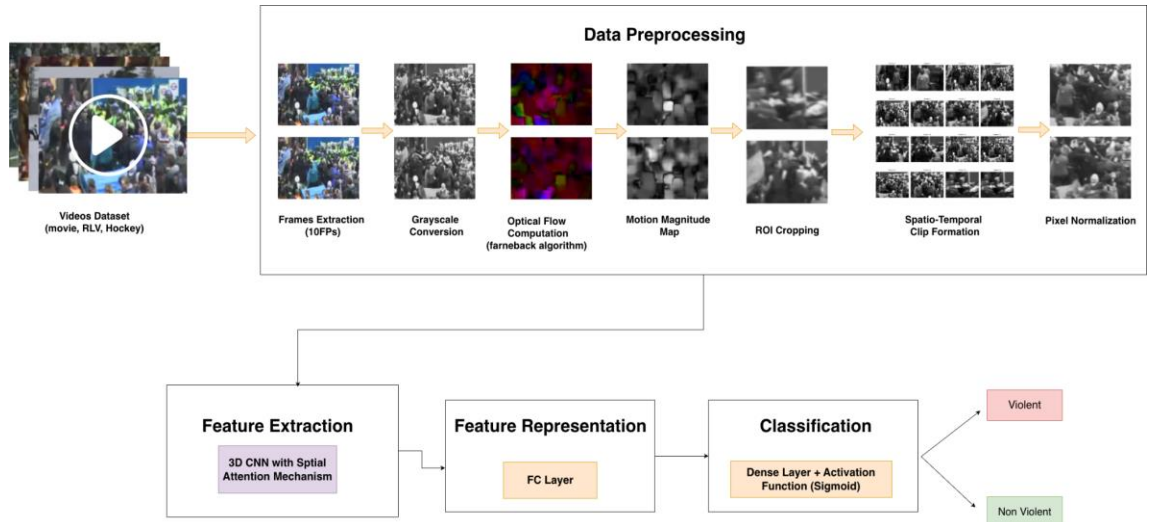 Data Preprocessing
Videos Dataset
(movie, RLV, Hockey)
Frames Extraction
(10FPs)
Grayscale
Conversion
Optical Flow
Computation
(farneback algorithm)
Motion Magnitude
Map
ROI Cropping
Spatio-Temporal
Clip Formation
Pixel Normalization
Feature Extraction
3D CNN with Sptial
Attention Mechanism
Feature Representation
FC Layer
Classification
Dense Layer + Activation
Function (Sigmoid)
Violent
Non Violent